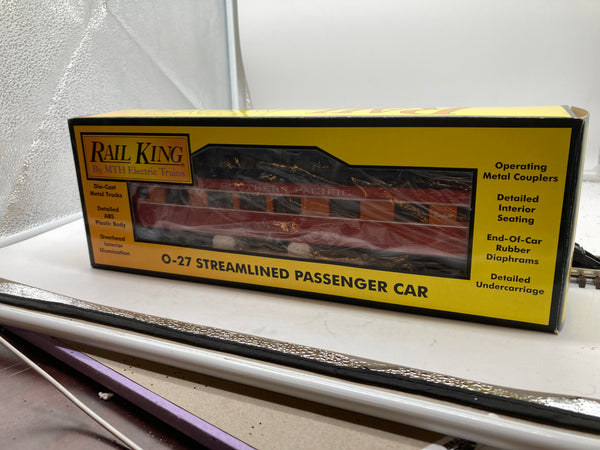 RAIL KING
By MTH Electric Trains
Die-Cast
Metal Trucks
Detailed
ABS
Plastic Body
Overhead
Interior
Illumination
PACIFIC
O-27 STREAMLINED PASSENGER CAR
Operating
Metal Couplers
Detailed
Interior
Seating
End-Of-Car
Rubber
Diaphrams
Detailed
Undercarriage